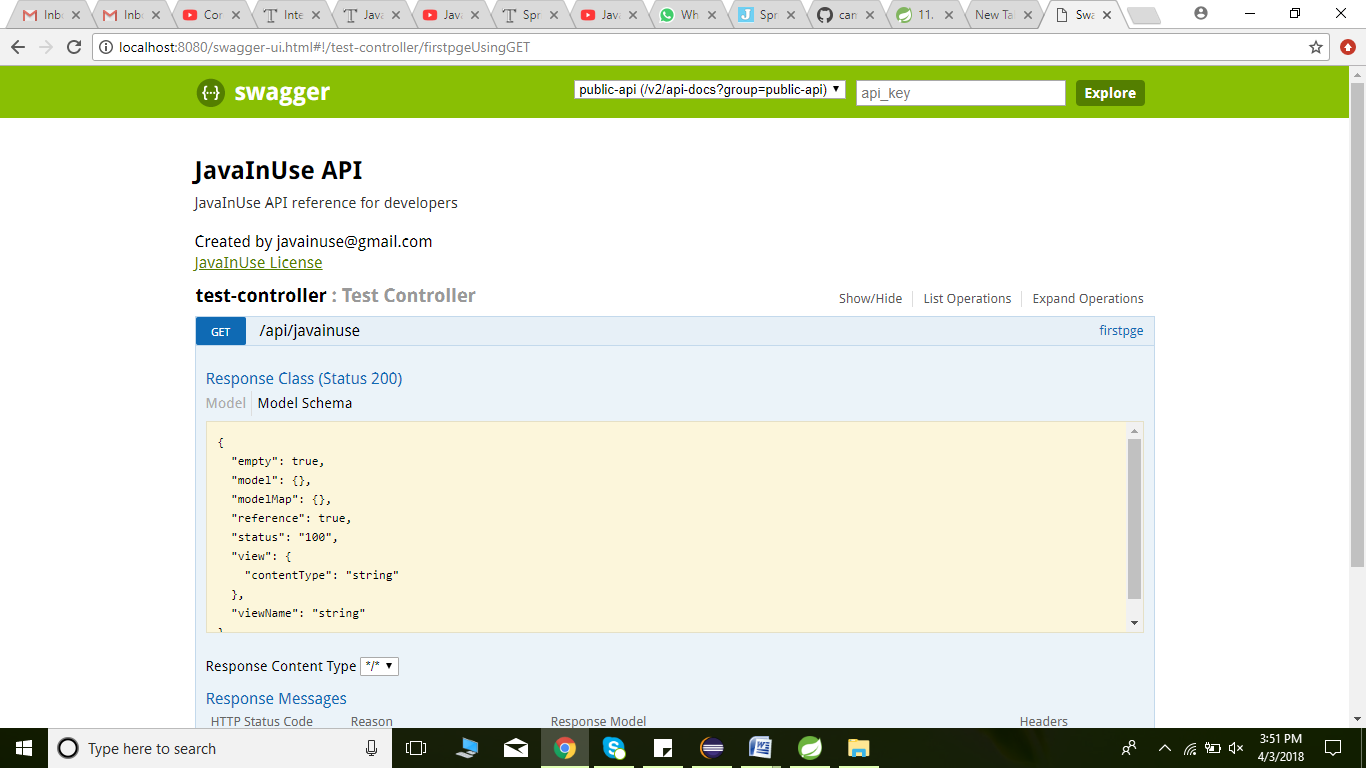 Inbo
Inbo
Cor
Inte
Java
Java
Spr
Java
Wh
Spr
can
11.
New Ta
Swa
localhost:8080/swagger-ui.html#!/test-controller/firstpgeUsingGET
{···} swagger
public-api (/v2/api-docs?group=public-api)
api_key
Explore
JavaInUse API
JavaInUse API reference for developers
Created by javainuse@gmail.com
JavaInUse License
test-controller : Test Controller
Show/Hide
List Operations
Expand Operations
GET /api/javainuse
firstpge
Response Class (Status 200)
Model
Model Schema
{
"empty": true,
"model": {},
"modelMap": {},
"reference": true,
"status": "100",
"view": {
"contentType": "string"
},
"viewName": "string"
}
Response Content Type */*
Response Messages
HTTP Status Code
Reason
Response Model
Headers
Type here to search
3:51 PM
4/3/2018